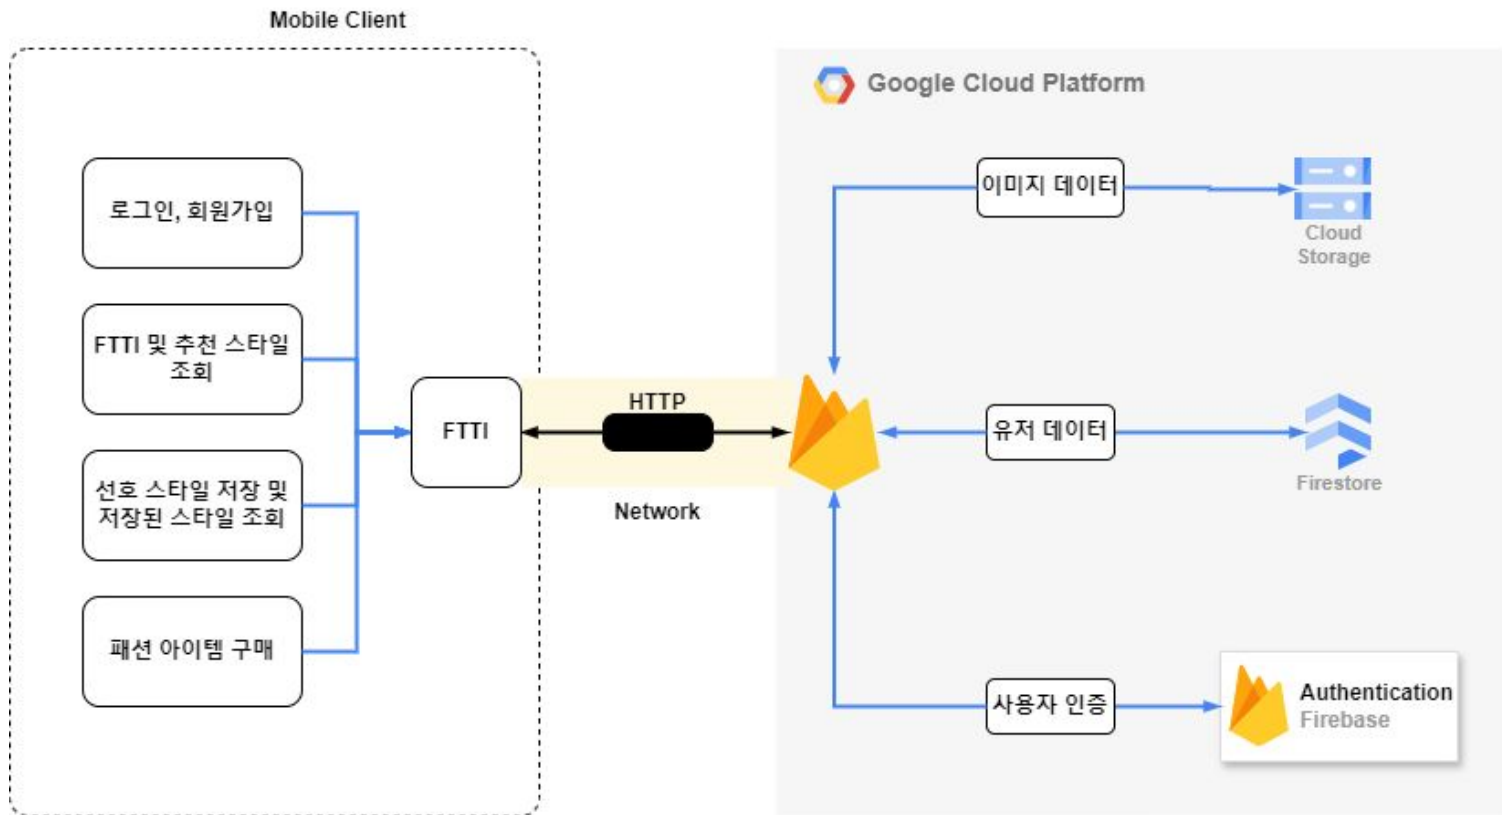 Mobile Client
로그인, 회원가입
FTTI 및 추천 스타일
조회
선호 스타일 저장 및
저장된 스타일 조회
패션 아이템 구매
FTTI
HTTP
Network
Google Cloud Platform
이미지 데이터
Cloud
Storage
유저 데이터
Firestore
사용자 인증
Authentication
Firebase